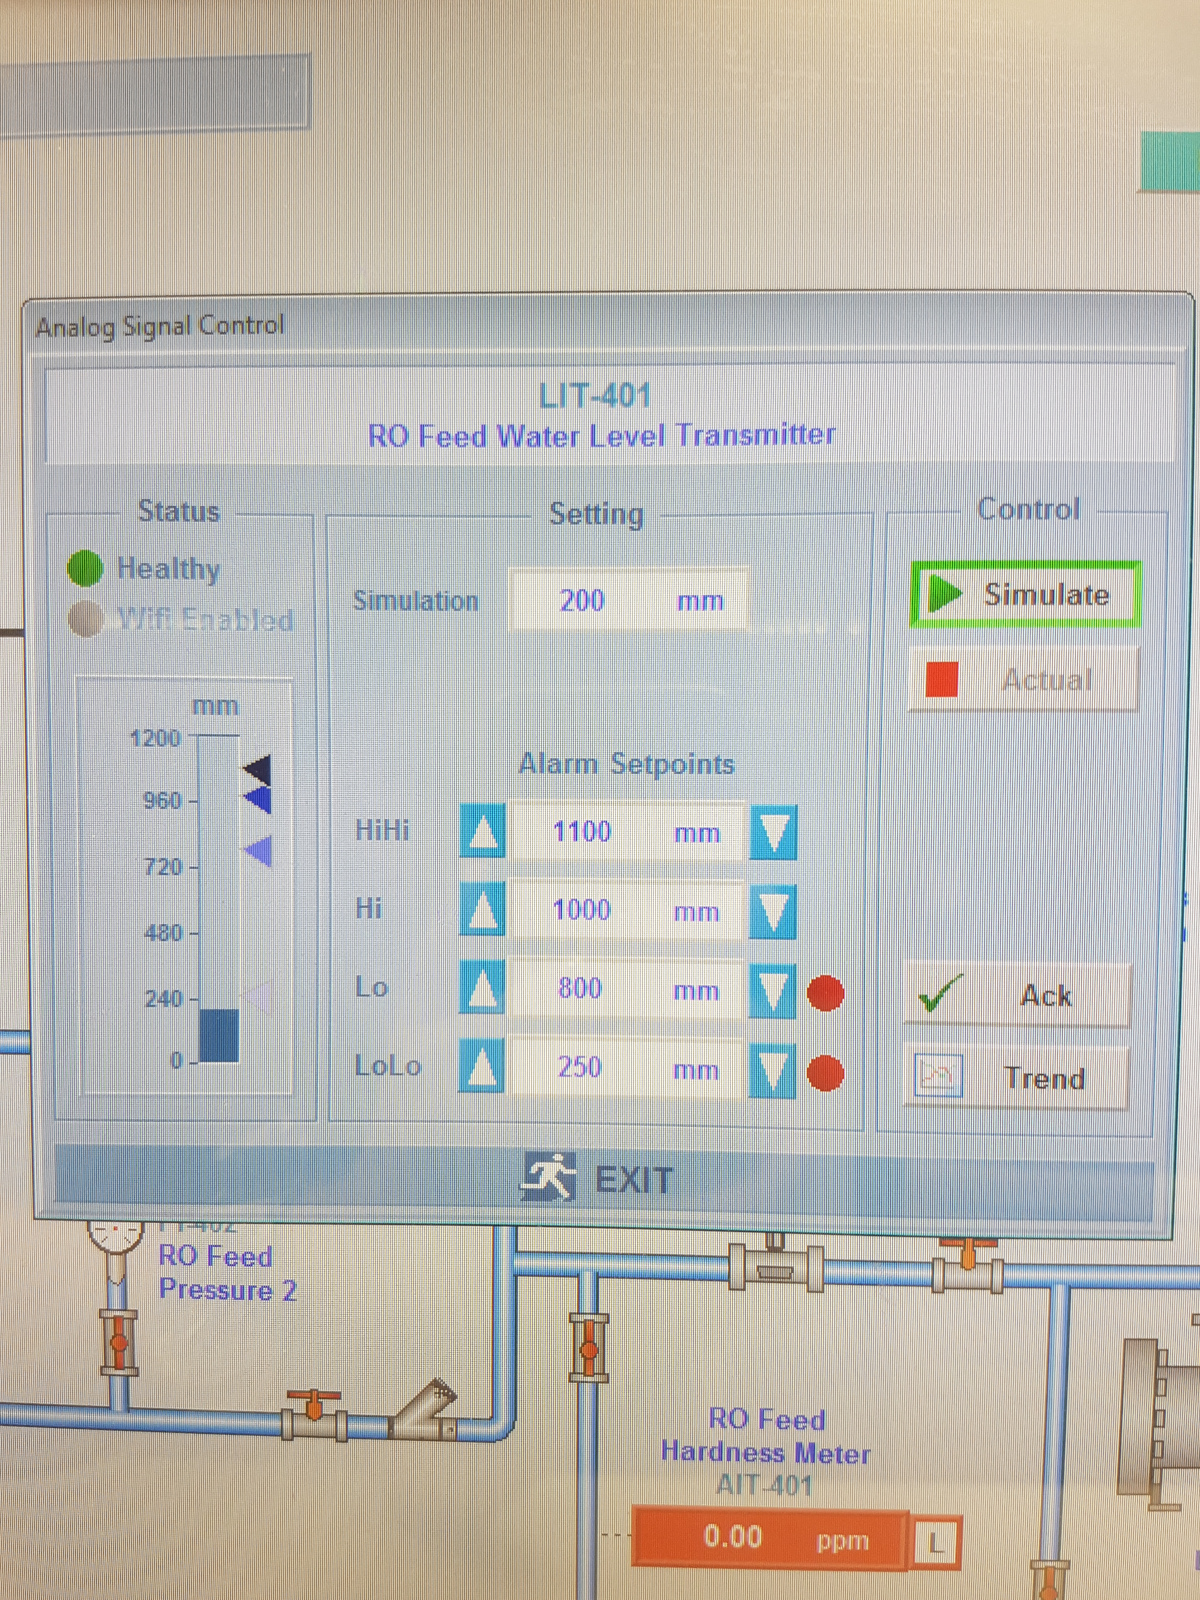 Analog Signal Control
LIT-401
RO Feed Water Level Transmitter
Status
Healthy
Wifi Enabled
mm
1200
960
720
480
240
0
Setting
Simulation 200 mm
Alarm Setpoints
HiHi 1100 mm
Hi 1000 mm
Lo 800 mm
LoLo 250 mm
Control
Simulate
Actual
Ack
Trend
EXIT
RO Feed
Pressure 2
RO Feed
Hardness Meter
AIT-401
0.00 ppm L